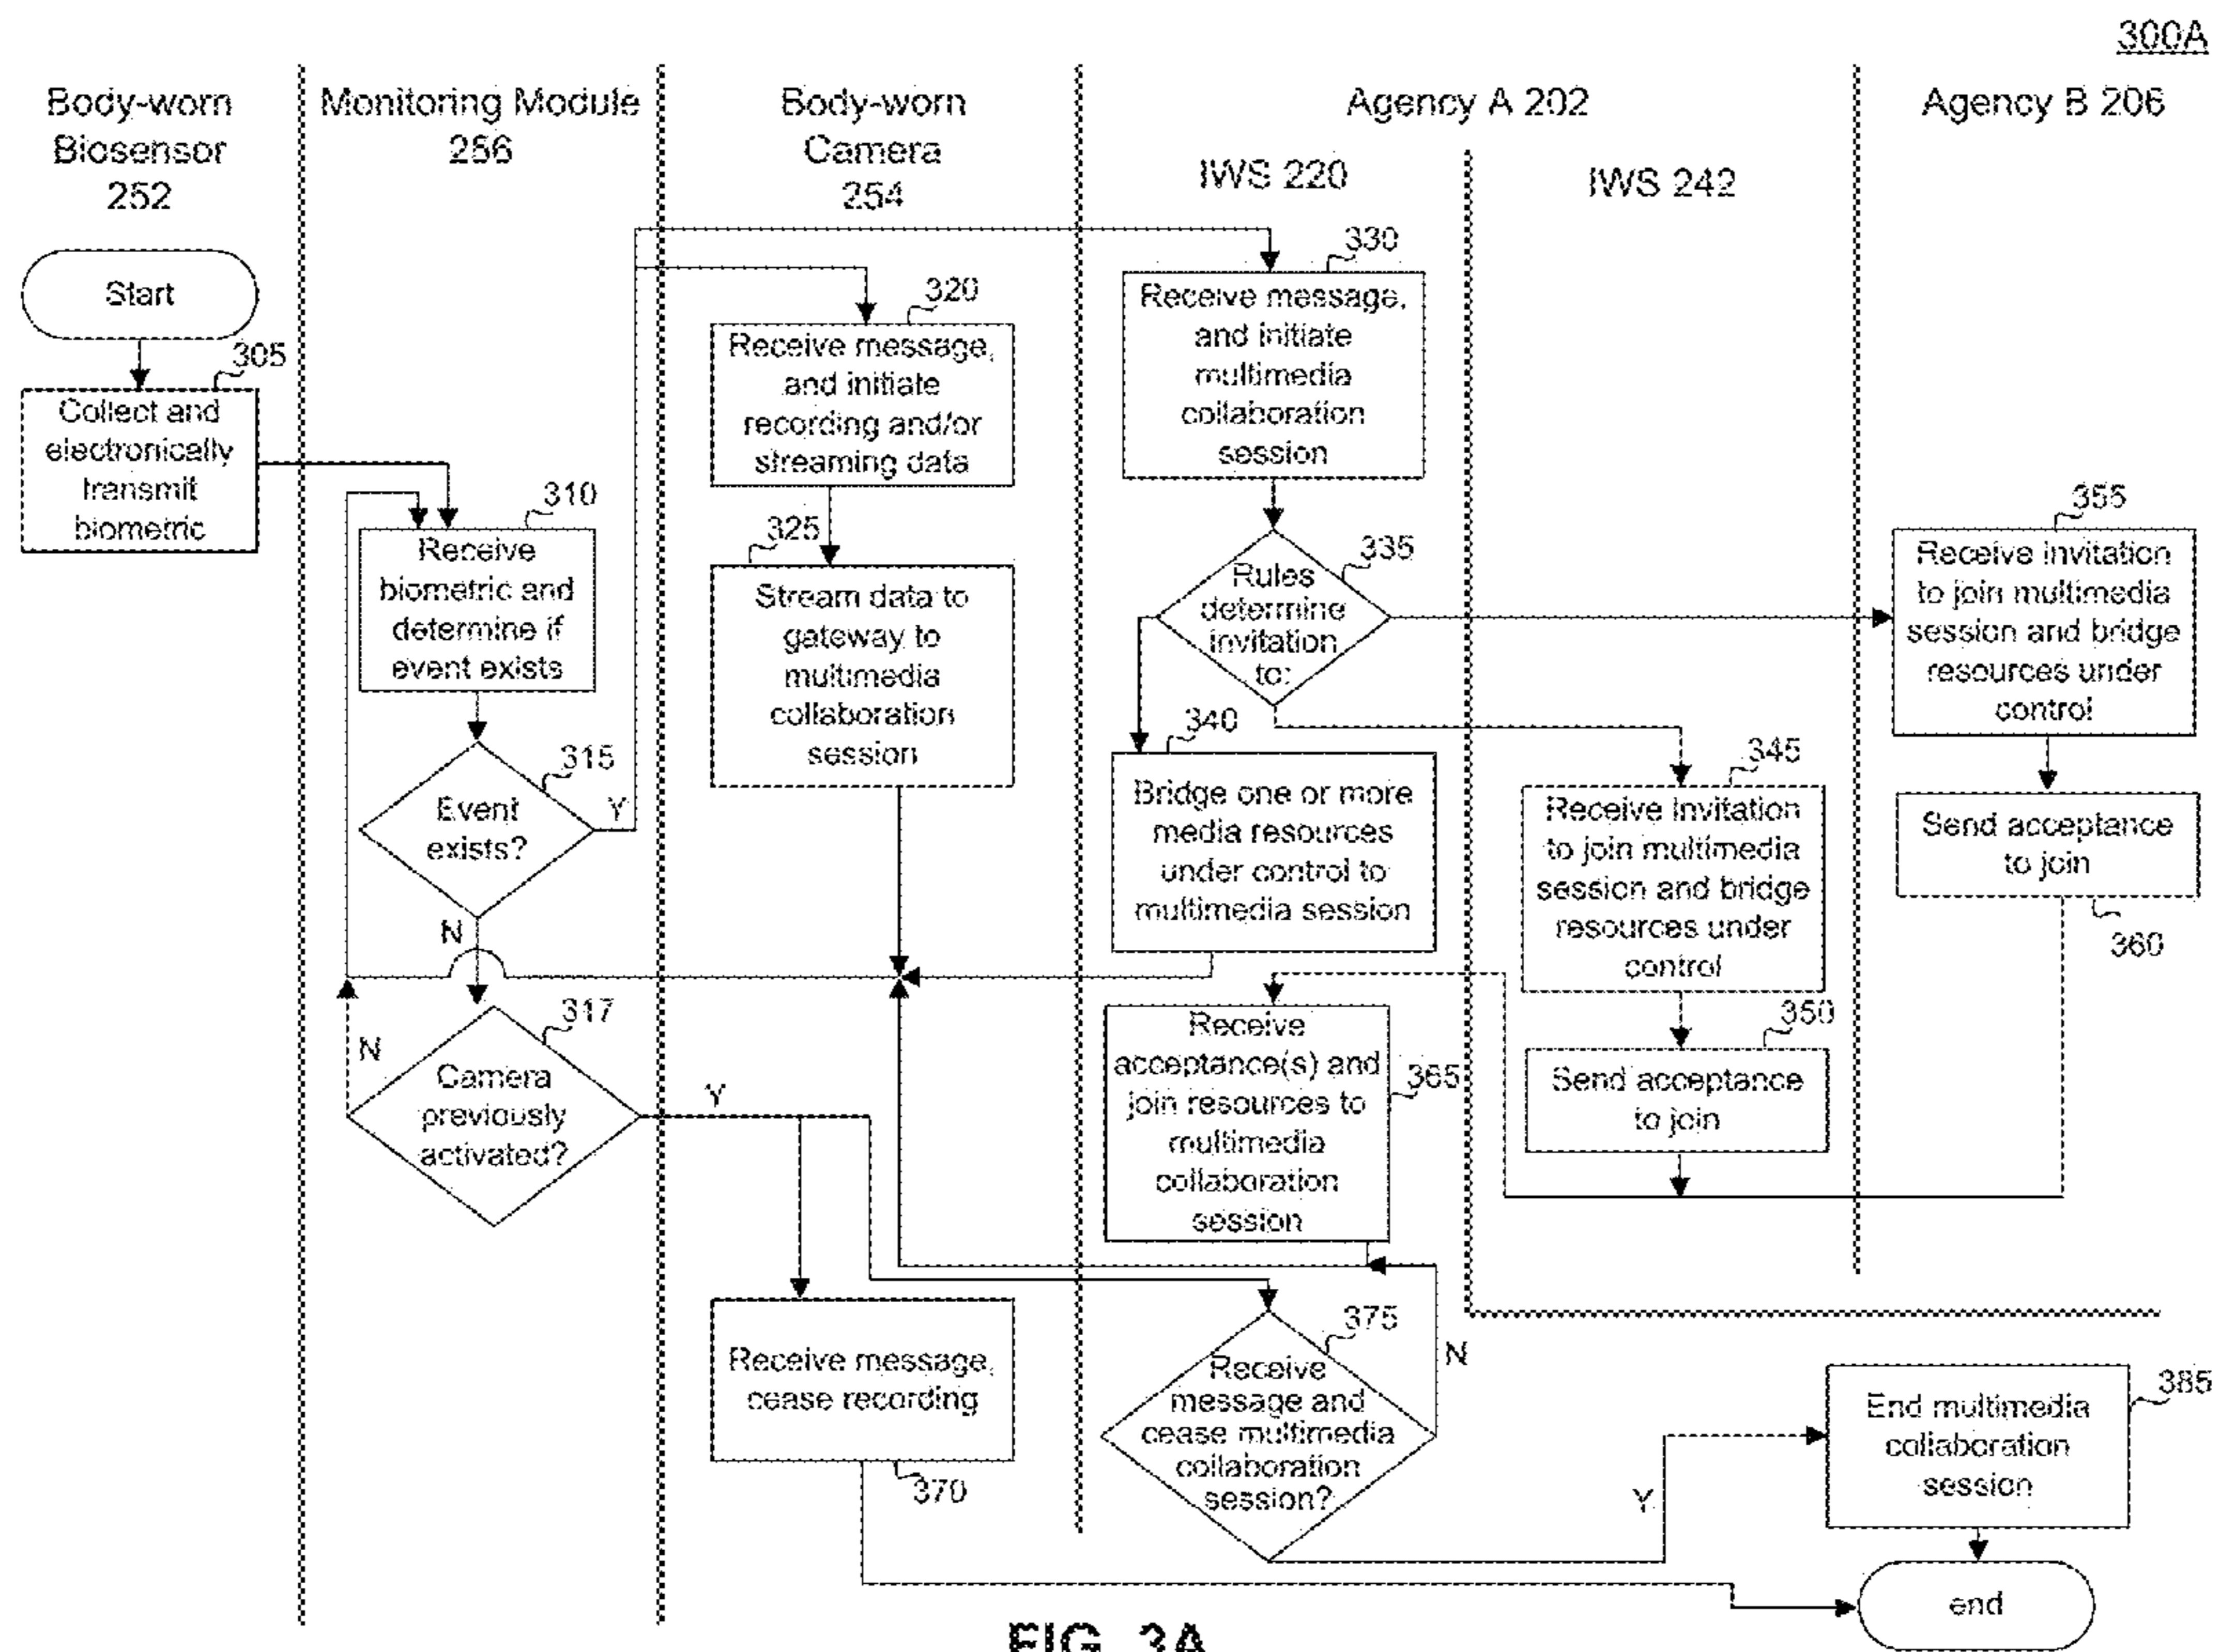 300A
Body-worn
Biosensor
252
Monitoring Module
256
Body-worn
Camera
254
Agency A 202
IWS 220
IWS 242
Agency B 206
Start
305
Collect and
electronically
transmit
biometric
310
Receive
biometric and
determine if
event exists
315
Event
exists?
Y
N
317
Camera
previously
activated?
N
Y
320
Receive message,
and initiate
recording and/or
streaming data
325
Stream data to
gateway to
multimedia
collaboration
session
330
Receive message,
and initiate
multimedia
collaboration
session
335
Rules
determine
invitation
to:
340
Bridge one or more
media resources
under control to
multimedia session
345
Receive invitation
to join multimedia
session and bridge
resources under
control
350
Send acceptance
to join
355
Receive invitation
to join multimedia
session and bridge
resources under
control
Send acceptance
to join
360
Receive
acceptance(s) and
join resources to
multimedia
collaboration
session
365
Receive message,
cease recording
370
375
Receive
message and
cease multimedia
collaboration
session?
N
Y
End multimedia
collaboration
session
385
end
FIG. 3A